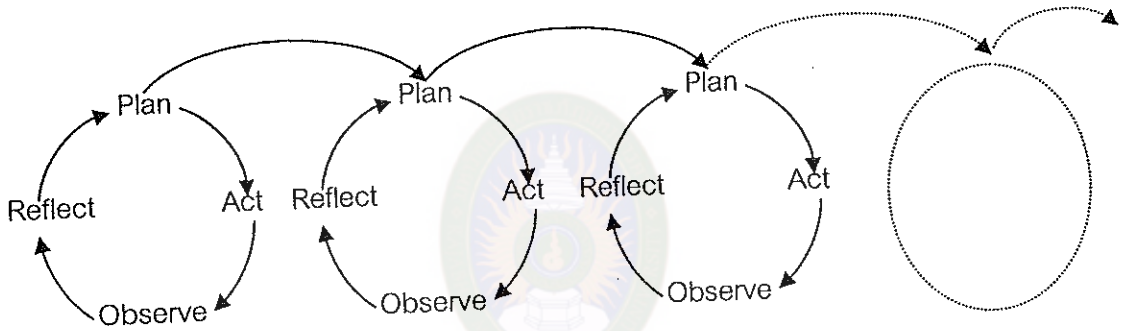 Plan
Act
Observe
Reflect
Plan
Act
Observe
Reflect
Plan
Act
Observe
Reflect